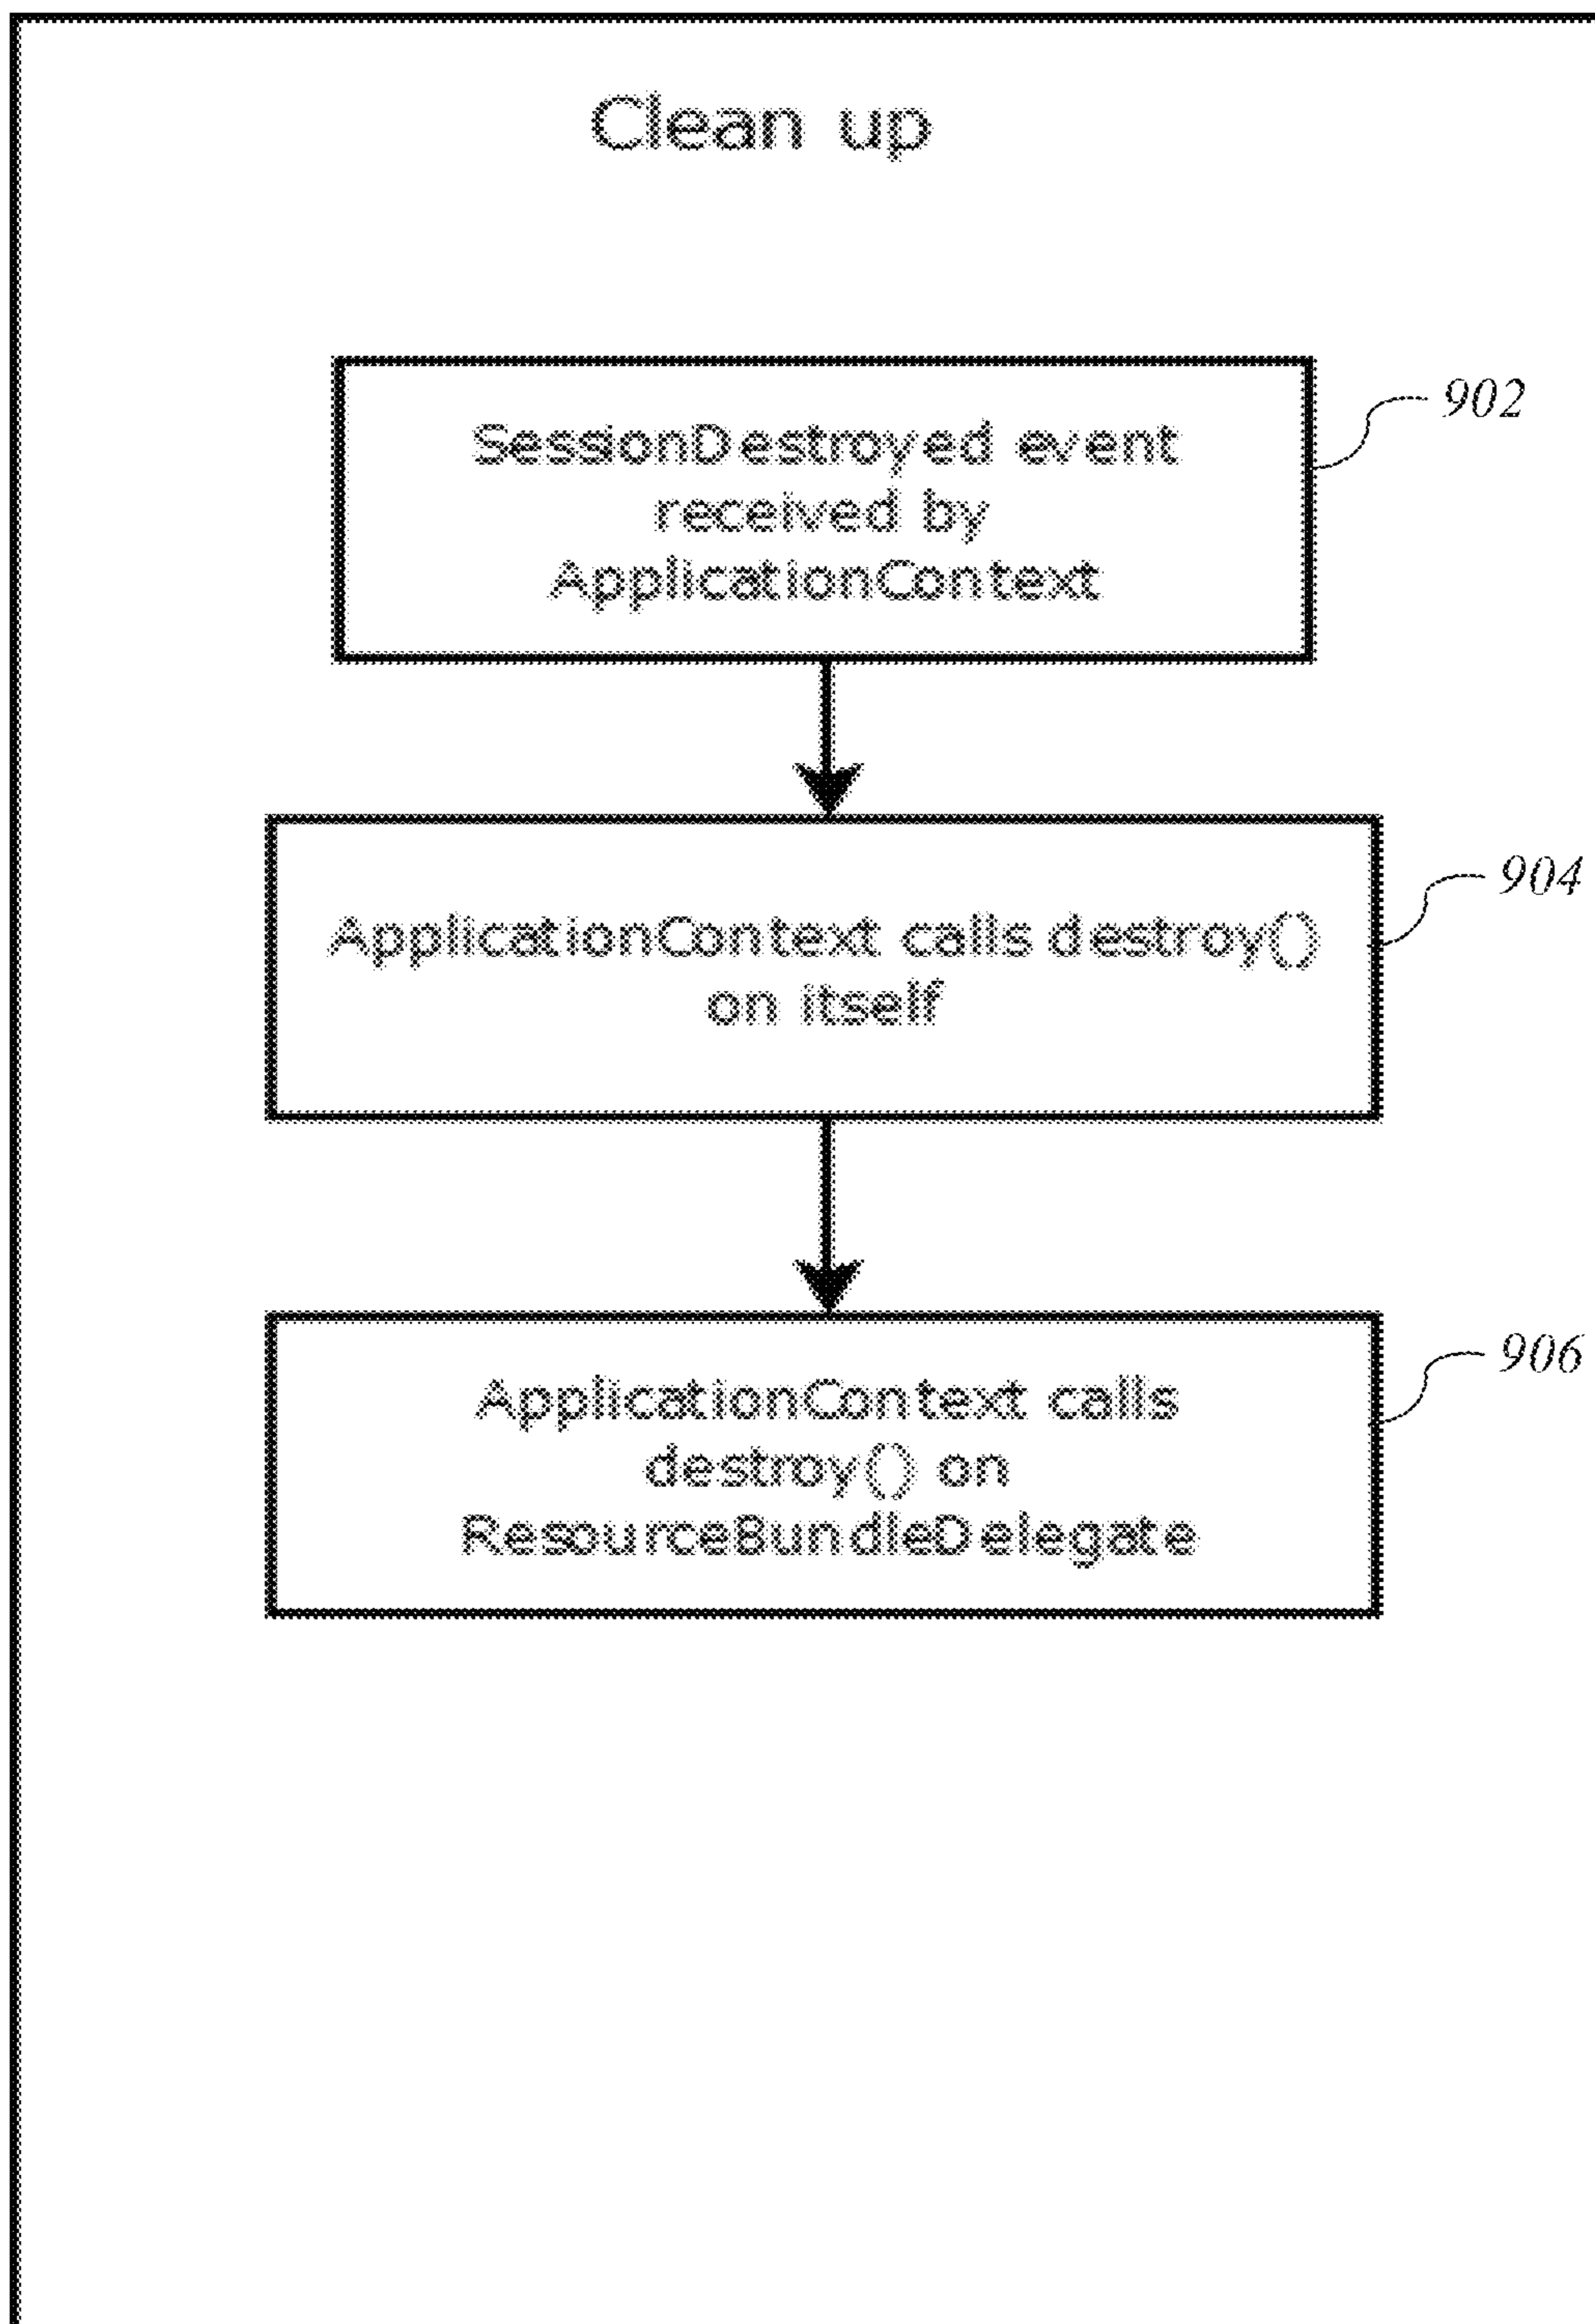 Clean up
SessionDestroyed event
received by
ApplicationContext
902
ApplicationContext calls destroy()
on itself
904
ApplicationContext calls
destroy() on
ResourceBundleDelegate
906